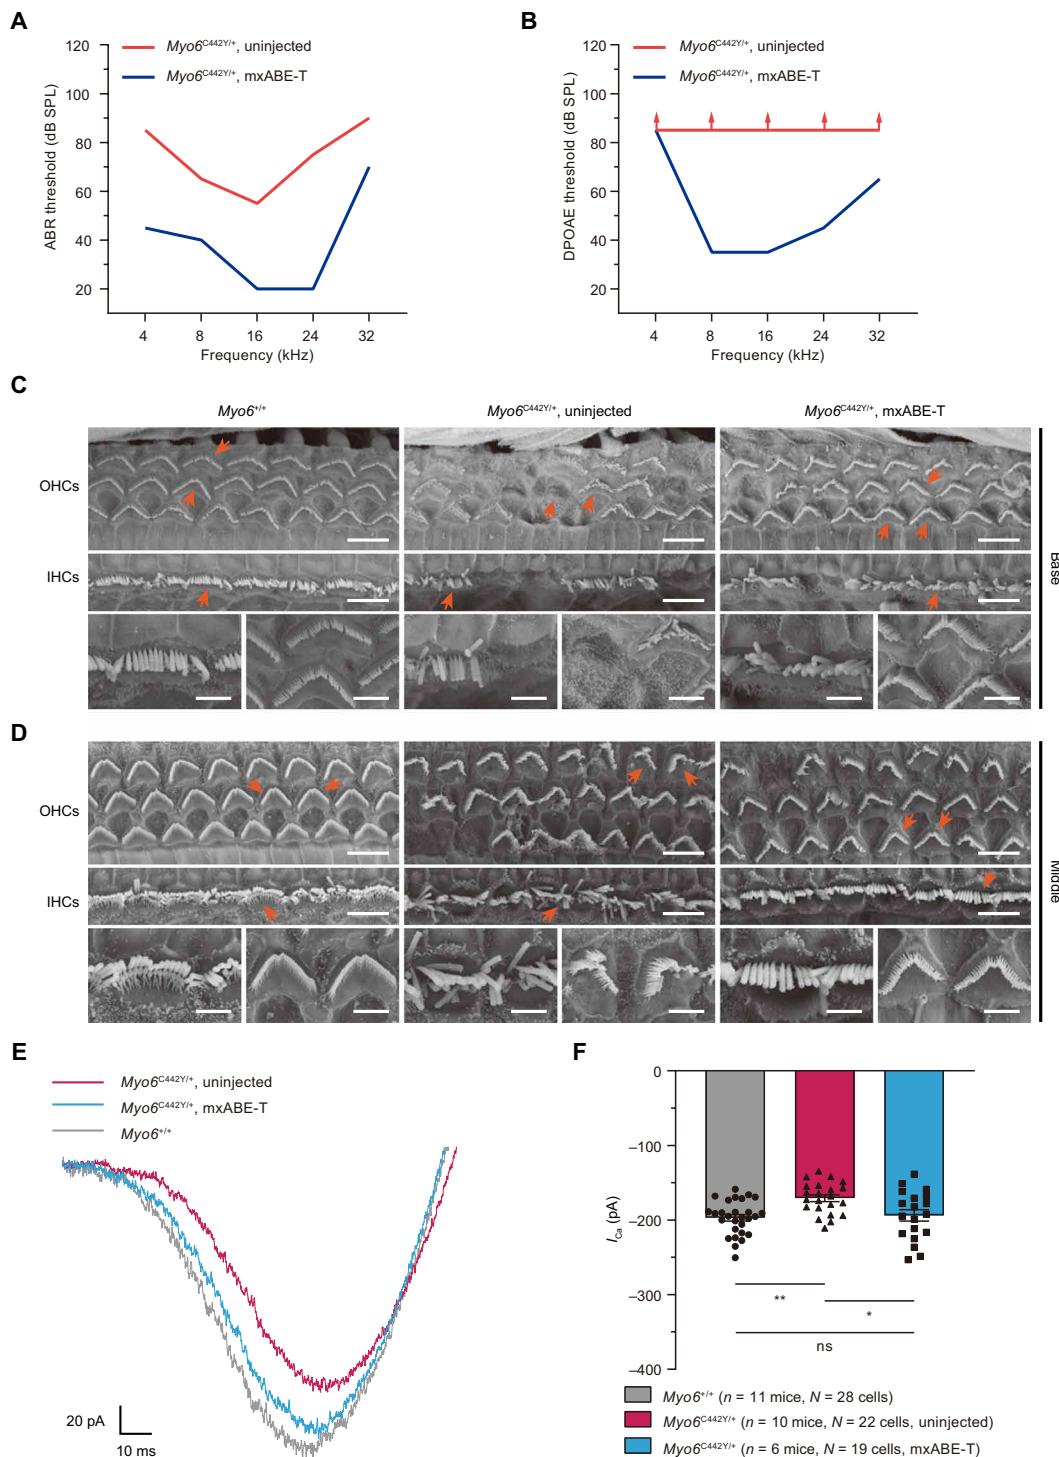 A
Myo6C442Y/+, uninjected
Myo6C442Y/+, mxABE-T
ABR threshold (dB SPL)
120
100
80
60
40
20
4 8 16 24 32
Frequency (kHz)
B
Myo6C442Y/+, uninjected
Myo6C442Y/+, mxABE-T
DPOAE threshold (dB SPL)
120
100
80
60
40
20
4 8 16 24 32
Frequency (kHz)
C
Myo6+/+ Myo6C442Y/+, uninjected Myo6C442Y/+, mxABE-T
OHCs
IHCs
Base
D
OHCs
IHCs
Middle
E
Myo6C442Y/+, uninjected
Myo6C442Y/+, mxABE-T
Myo6+/+
20 pA
10 ms
F
ICa (pA)
0
−100
−200
−300
−400
**
*
ns
Myo6+/+ (n = 11 mice, N = 28 cells)
Myo6C442Y/+ (n = 10 mice, N = 22 cells, uninjected)
Myo6C442Y/+ (n = 6 mice, N = 19 cells, mxABE-T)